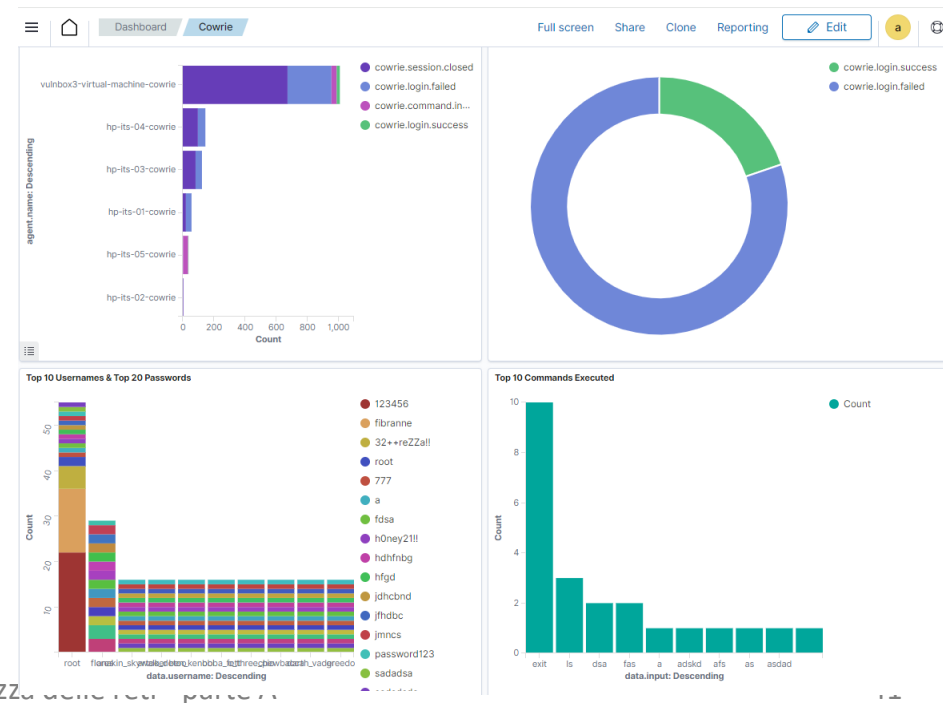 Dashboard
Cowrie
Full screen
Share
Clone
Reporting
Edit
a
cowrie.session.closed
cowrie.login.failed
cowrie.command.in...
cowrie.login.success
vulnbox3-virtual-machine-cowrie
hp-its-04-cowrie
hp-its-03-cowrie
hp-its-01-cowrie
hp-its-05-cowrie
hp-its-02-cowrie
agent.name: Descending
0 200 400 600 800 1,000
Count
cowrie.login.success
cowrie.login.failed
Top 10 Usernames & Top 20 Passwords
123456
fibranne
32++reZZa!!
root
777
a
fdsa
h0ney21!!
hdhfnbg
hfgd
jdhcbnd
jfhdbc
jmncs
password123
sadadsa
50
40
30
20
10
Count
root
data.username: Descending
Top 10 Commands Executed
Count
10
8
6
4
2
0
Count
exit ls dsa fas a adskd afs as asdad
data.input: Descending